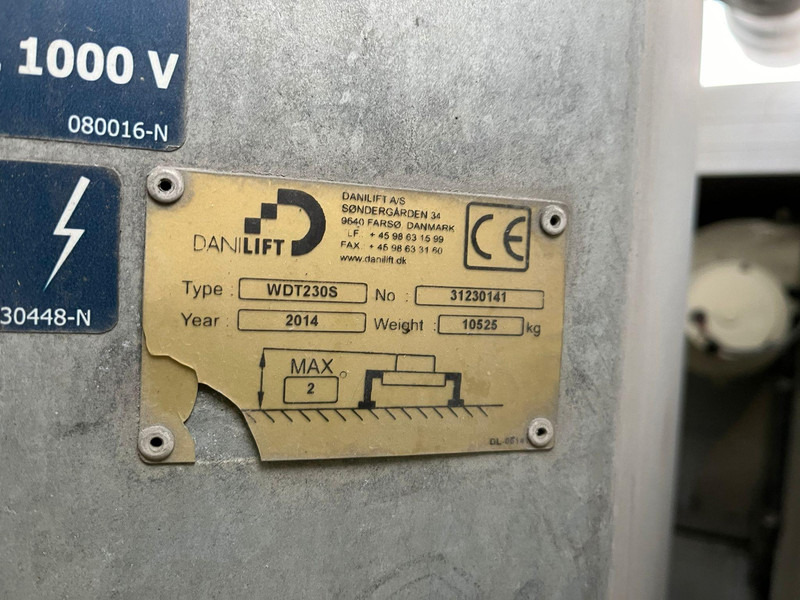 1000 V
080016-N
30448-N
DANILIFT
DANILIFT A/S
SØNDERGÅRDEN 34
9640 FARSØ DANMARK
+ 45 98 63 15 99
FAX + 45 98 63 31 60
www.danilift.dk
CE
Type : WDT230S No : 31230141
Year : 2014 Weight : 10525 kg
MAX
2 °